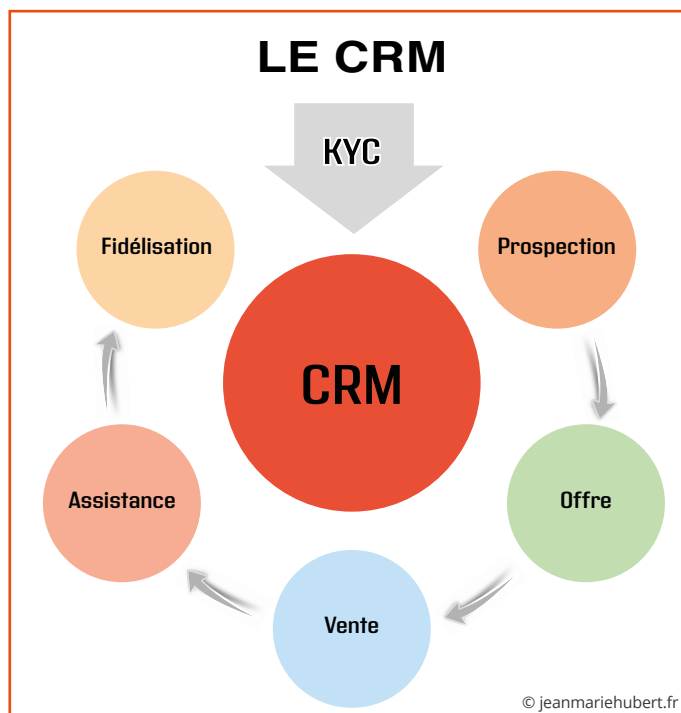 LE CRM
KYC
Fidélisation
Prospection
CRM
Assistance
Offre
Vente
© jeanmariehubert.fr